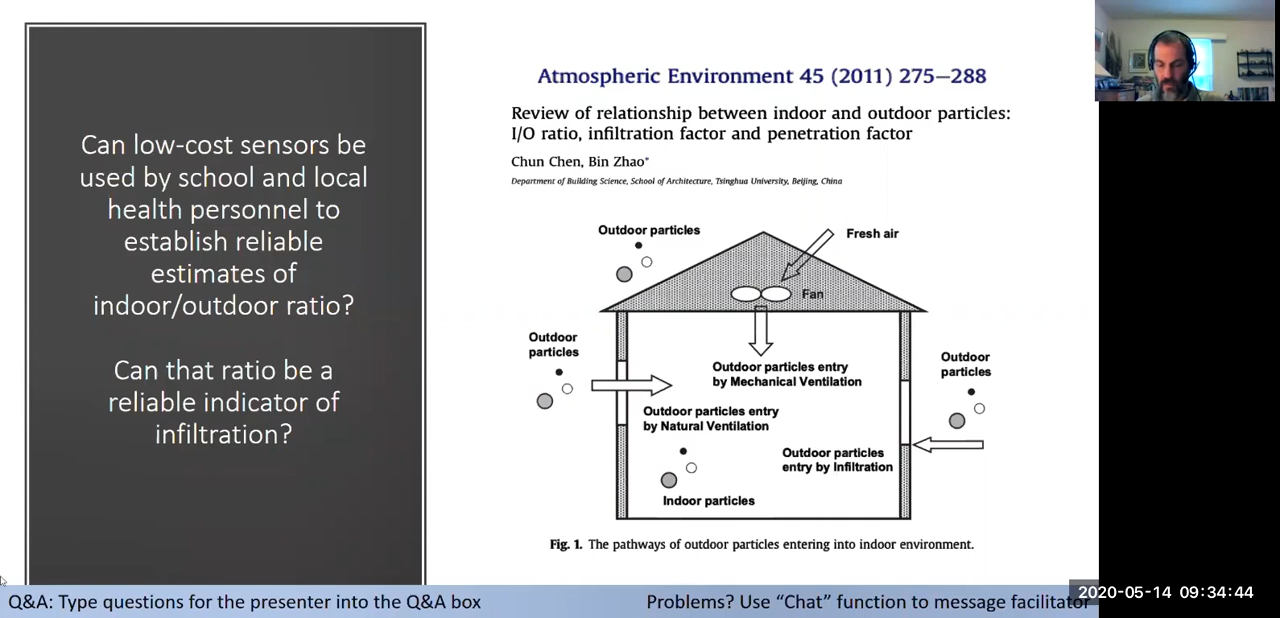 Can low-cost sensors be
used by school and local
health personnel to
establish reliable
estimates of
indoor/outdoor ratio?
Can that ratio be a
reliable indicator of
infiltration?
Atmospheric Environment 45 (2011) 275–288
Review of relationship between indoor and outdoor particles:
I/O ratio, infiltration factor and penetration factor
Chun Chen, Bin Zhao*
Department of Building Science, School of Architecture, Tsinghua University, Beijing, China
Outdoor particles
Fresh air
Fan
Outdoor
particles
Outdoor particles entry
by Mechanical Ventilation
Outdoor
particles
Outdoor particles entry
by Natural Ventilation
Outdoor particles
entry by Infiltration
Indoor particles
Fig. 1. The pathways of outdoor particles entering into indoor environment.
Q&A: Type questions for the presenter into the Q&A box
Problems? Use “Chat” function to message facilitator
2020-05-14 09:34:44